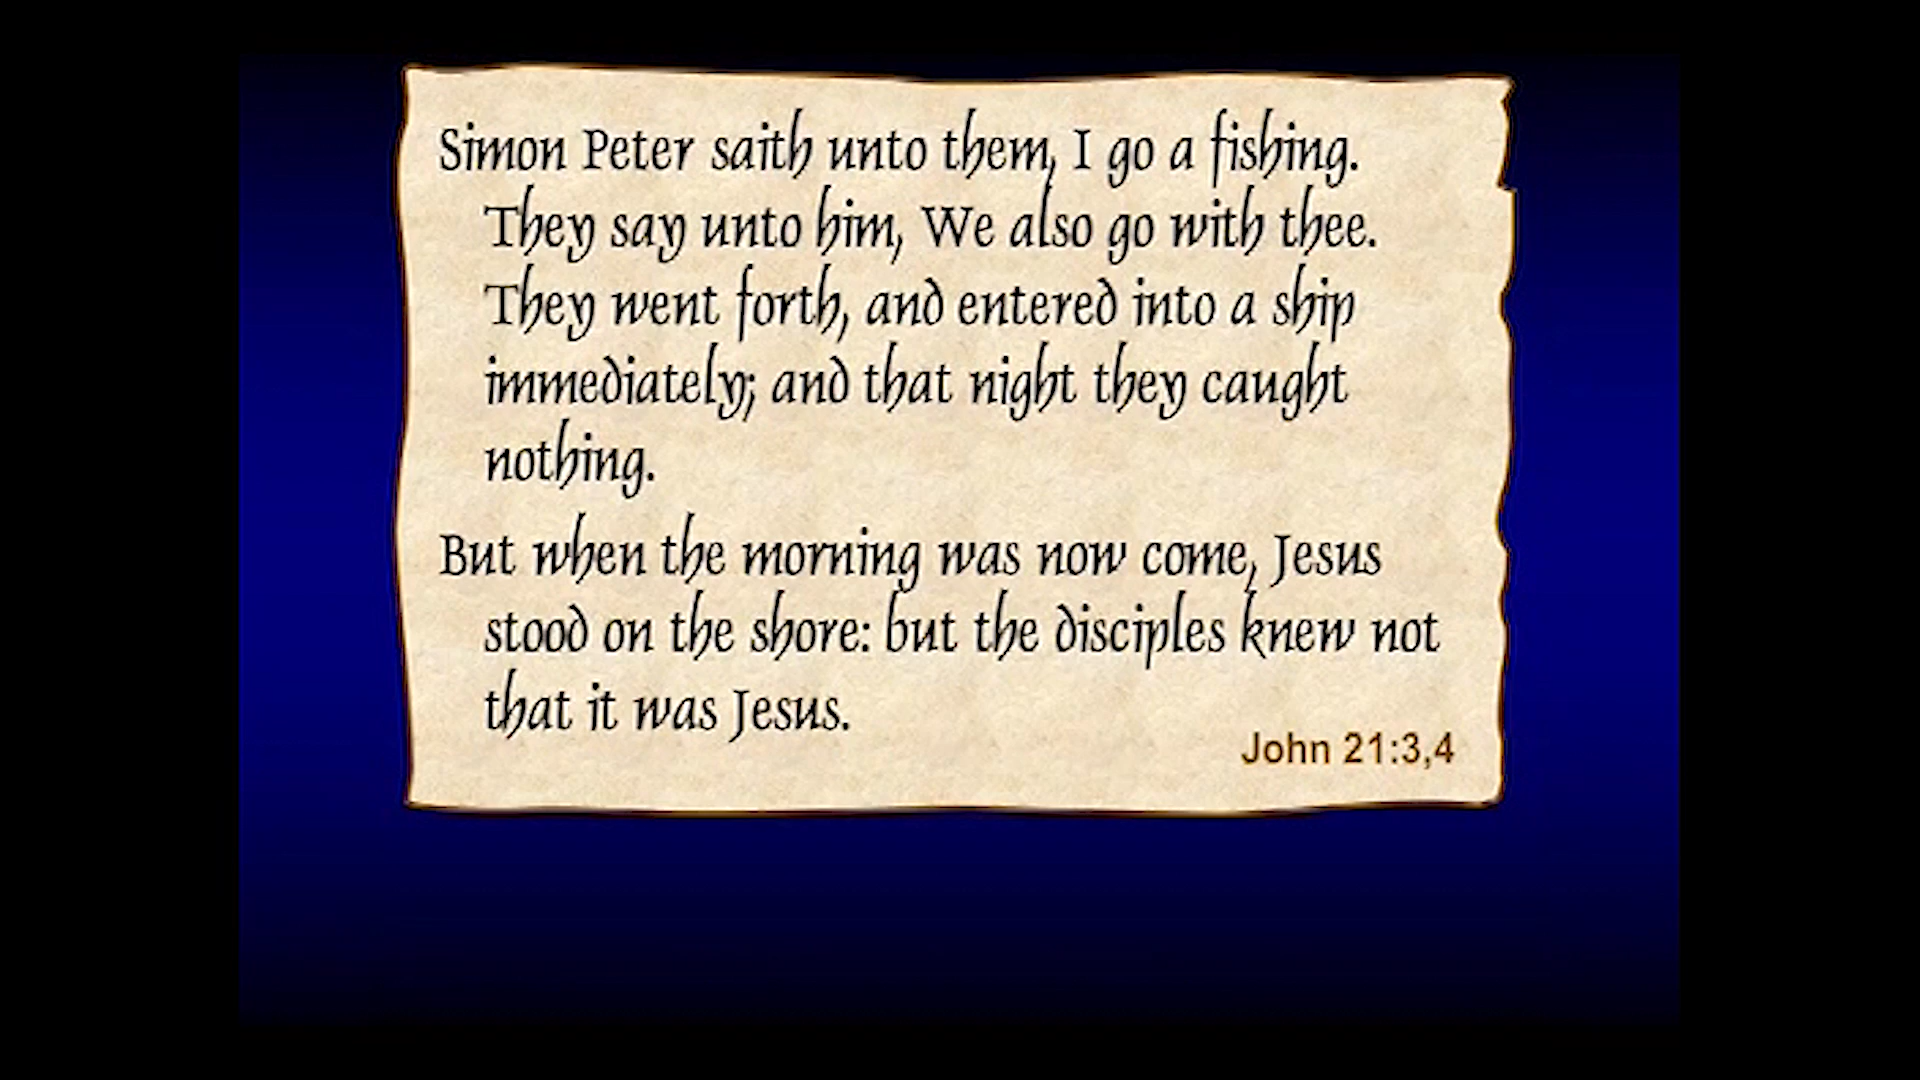 Simon Peter saith unto them, I go a fishing.
They say unto him, We also go with thee.
They went forth, and entered into a ship
immediately; and that night they caught
nothing.
But when the morning was now come, Jesus
stood on the shore: but the disciples knew not
that it was Jesus.
John 21:3,4